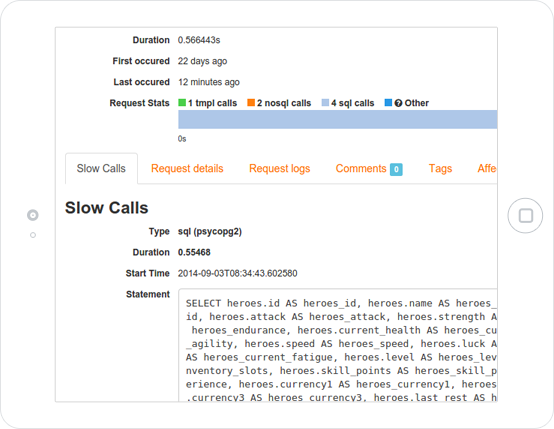 Duration 0.566443s
First occured 22 days ago
Last occured 12 minutes ago
Request Stats 1 tmpl calls 2 nosql calls 4 sql calls Other
0s
Slow Calls Request details Request logs Comments 0 Tags Affe
Slow Calls
Type sql (psycopg2)
Duration 0.55468
Start Time 2014-09-03T08:34:43.602580
Statement
SELECT heroes.id AS heroes_id, heroes.name AS heroes_
id, heroes.attack AS heroes_attack, heroes.strength A
heroes_endurance, heroes.current_health AS heroes_cu
_agility, heroes.speed AS heroes_speed, heroes.luck A
AS heroes_current_fatigue, heroes.level AS heroes_lev
nventory_slots, heroes.skill_points AS heroes_skill_p
erience, heroes.currency1 AS heroes_currency1, heroes
.currency3 AS heroes_currency3, heroes.last_rest AS h